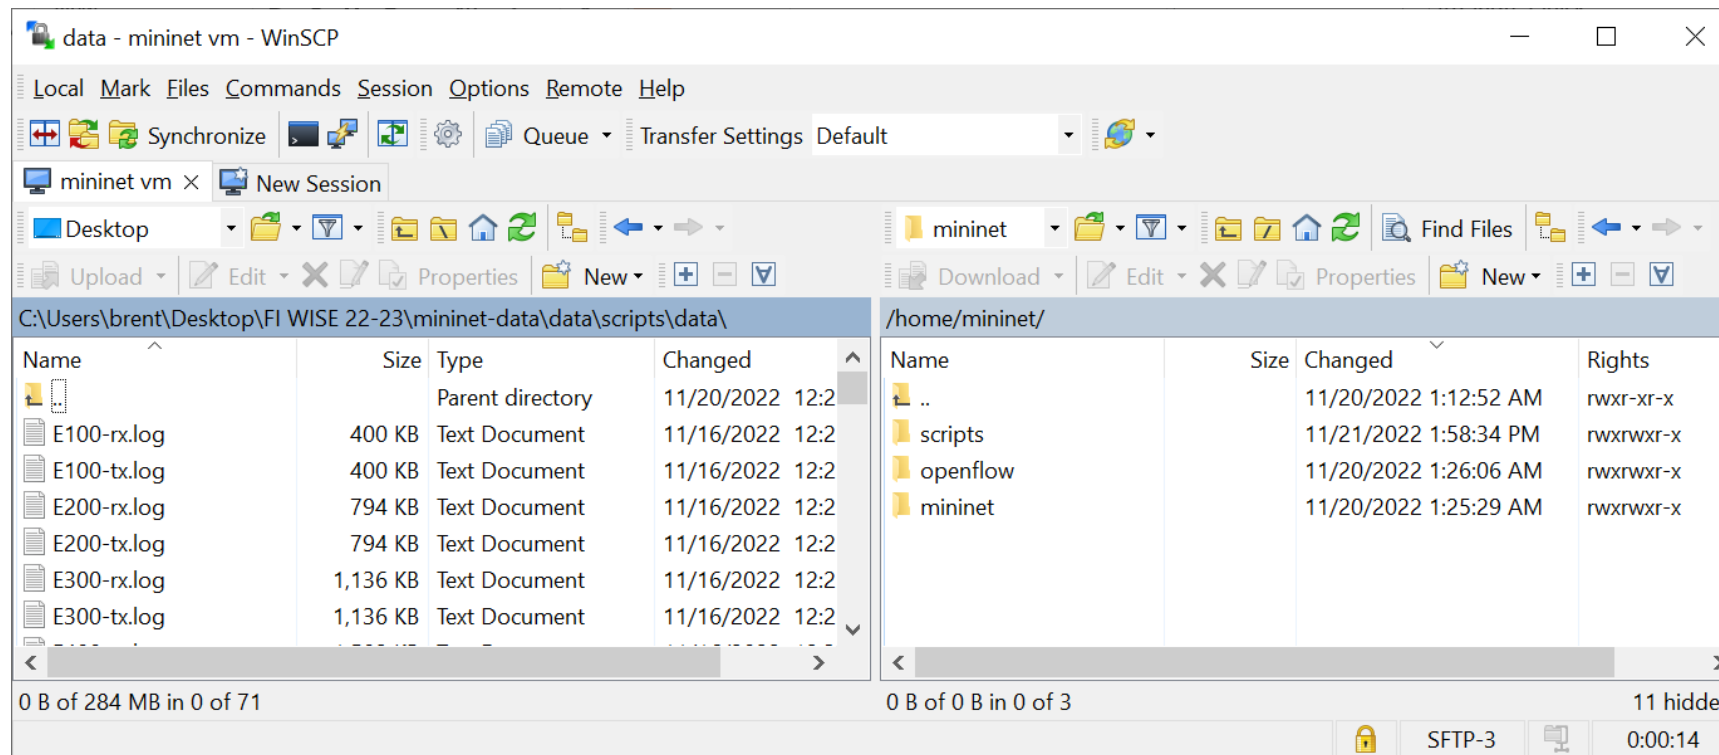 data - mininet vm - WinSCP
Local Mark Files Commands Session Options Remote Help
Synchronize Queue Transfer Settings Default
mininet vm New Session
Desktop mininet Find Files
Upload Edit Properties New Download Edit Properties New
C:\Users\brent\Desktop\FI WISE 22-23\mininet-data\data\scripts\data\ /home/mininet/
Name Size Type Changed Name Size Changed Rights
.. Parent directory 11/20/2022 12:2 .. 11/20/2022 1:12:52 AM rwxr-xr-x
E100-rx.log 400 KB Text Document 11/16/2022 12:2 scripts 11/21/2022 1:58:34 PM rwxrwxr-x
E100-tx.log 400 KB Text Document 11/16/2022 12:2 openflow 11/20/2022 1:26:06 AM rwxrwxr-x
E200-rx.log 794 KB Text Document 11/16/2022 12:2 mininet 11/20/2022 1:25:29 AM rwxrwxr-x
E200-tx.log 794 KB Text Document 11/16/2022 12:2
E300-rx.log 1,136 KB Text Document 11/16/2022 12:2
E300-tx.log 1,136 KB Text Document 11/16/2022 12:2
0 B of 284 MB in 0 of 71 0 B of 0 B in 0 of 3 11 hidde
SFTP-3 0:00:14